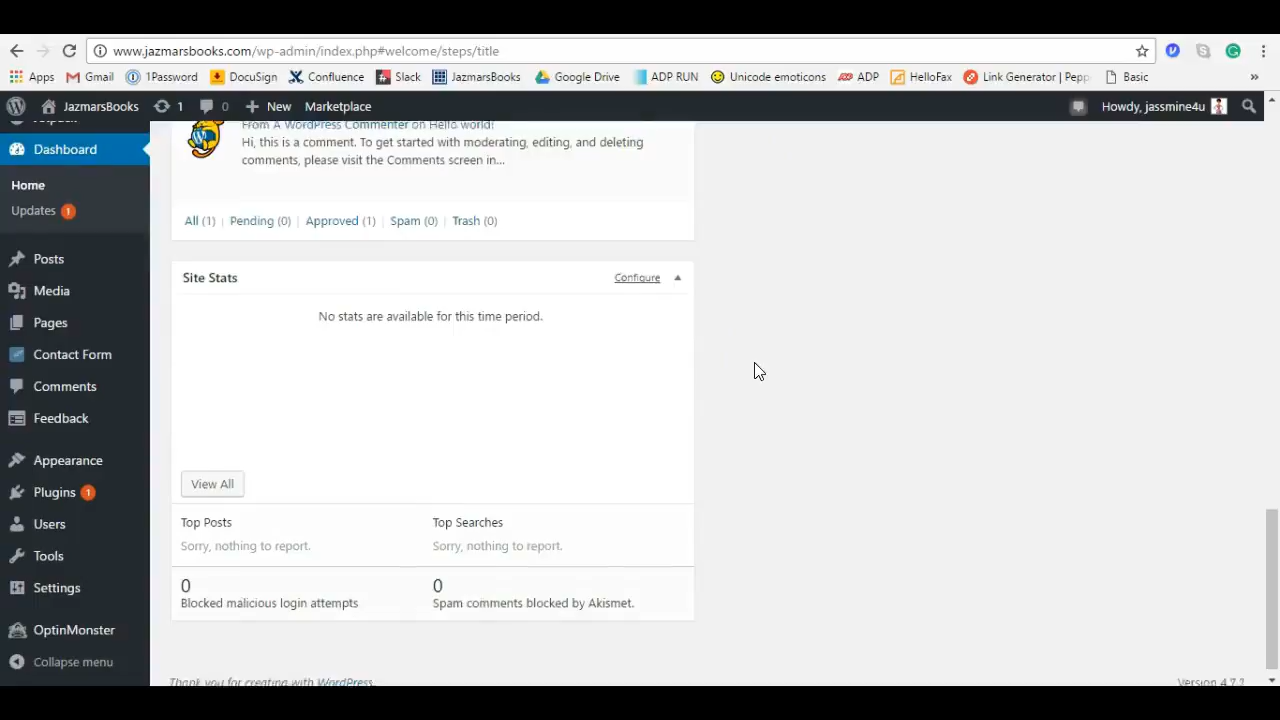 www.jazmarsbooks.com/wp-admin/index.php#welcome/steps/title
Apps Gmail 1Password DocuSign Confluence Slack JazmarsBooks Google Drive ADP RUN Unicode emoticons ADP HelloFax Link Generator | Pepp Basic »
JazmarsBooks 1 0 + New Marketplace Howdy, jassmine4u
Jetpack
Dashboard
Home
Updates 1
Posts
Media
Pages
Contact Form
Comments
Feedback
Appearance
Plugins 1
Users
Tools
Settings
OptinMonster
Collapse menu
From A WordPress Commenter on Hello world!
Hi, this is a comment. To get started with moderating, editing, and deleting
comments, please visit the Comments screen in...
All (1) | Pending (0) | Approved (1) | Spam (0) | Trash (0)
Site Stats Configure
No stats are available for this time period.
View All
Top Posts Top Searches
Sorry, nothing to report. Sorry, nothing to report.
0 0
Blocked malicious login attempts Spam comments blocked by Akismet.
Thank you for creating with WordPress.
Version 4.7.